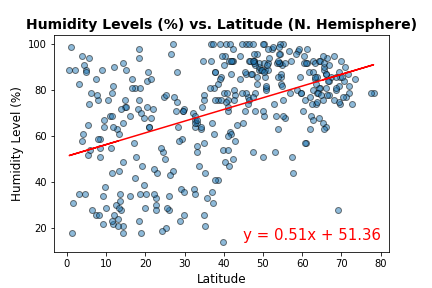 Humidity Levels (%) vs. Latitude (N. Hemisphere)
100
80
60
40
20
Humidity Level (%)
y = 0.51x + 51.36
0 10 20 30 40 50 60 70 80
Latitude